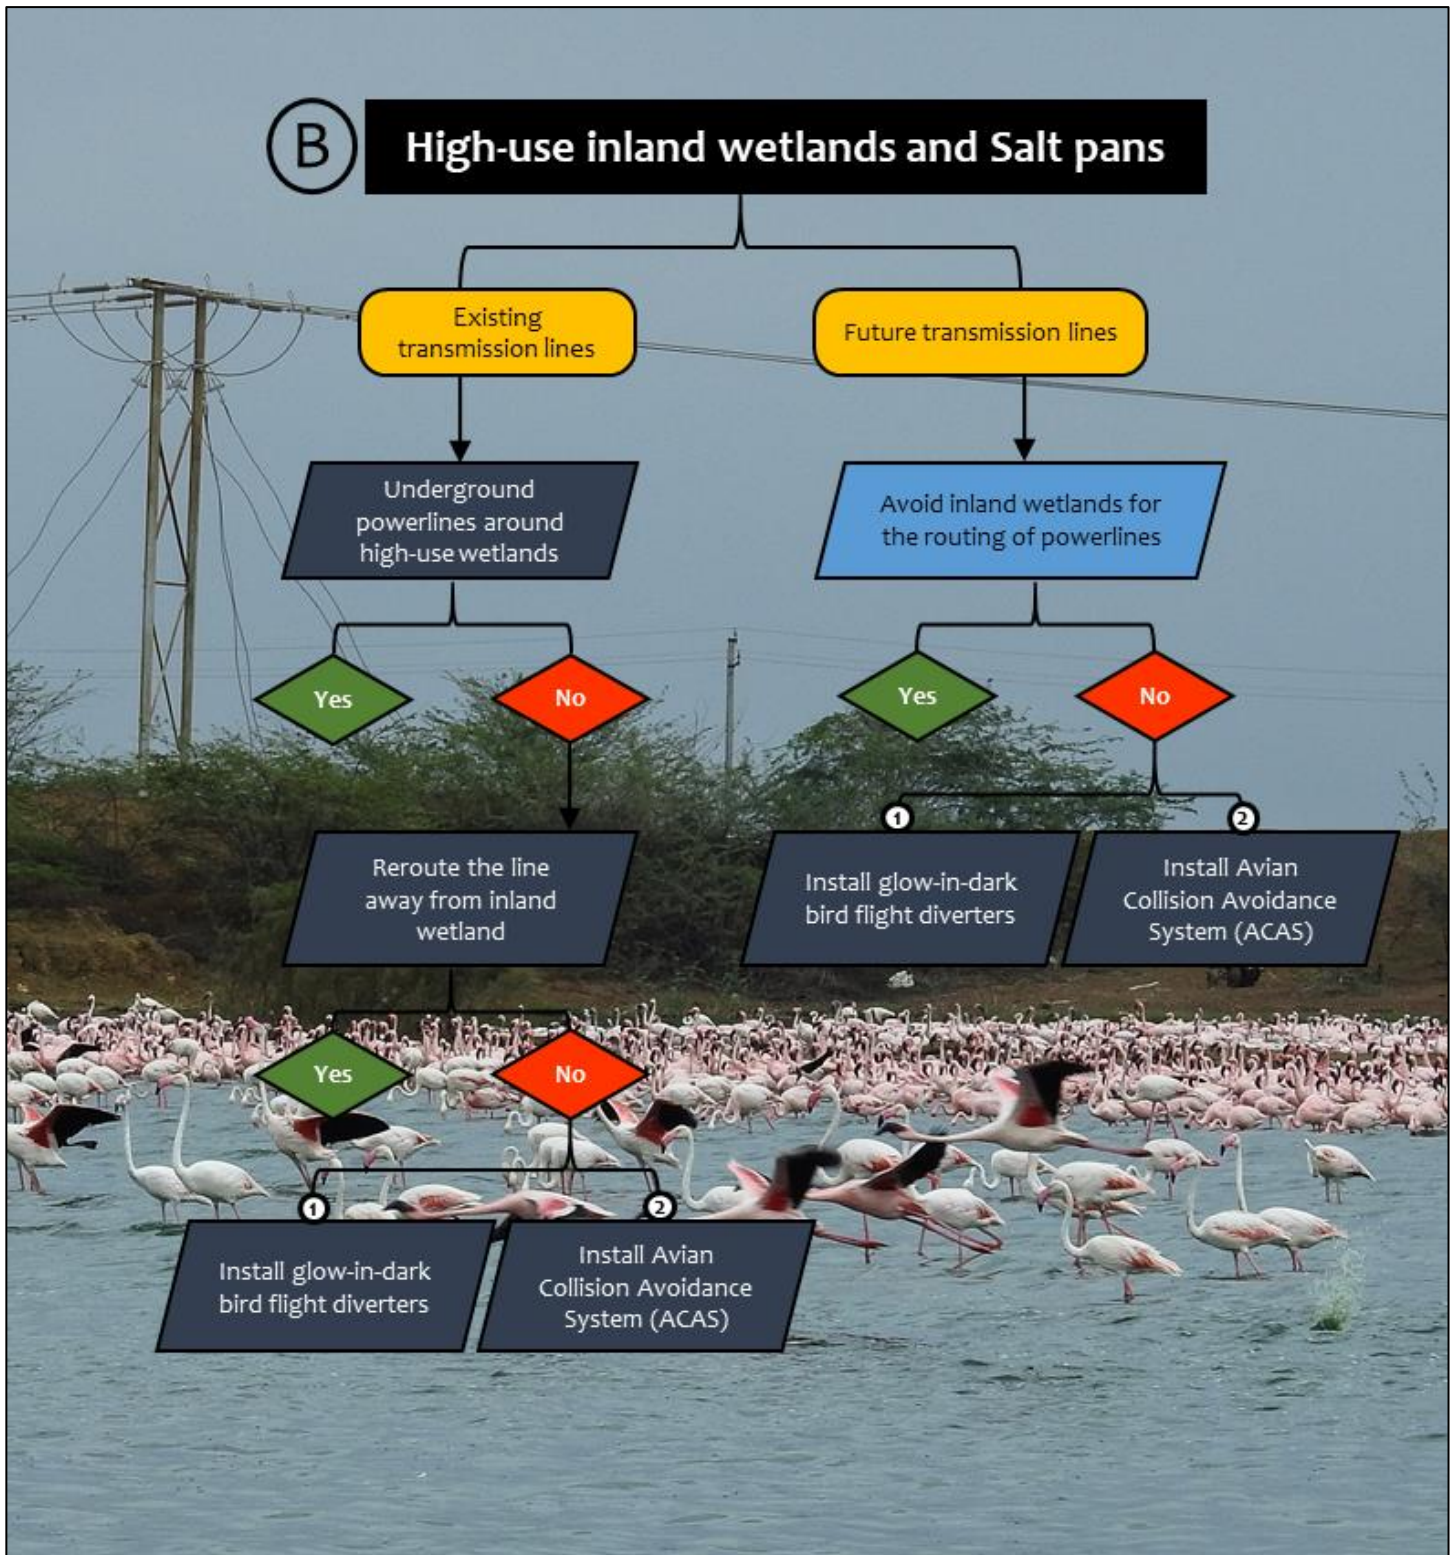 B
High-use inland wetlands and Salt pans
Existing
transmission lines
Future transmission lines
Underground
powerlines around
high-use wetlands
Avoid inland wetlands for
the routing of powerlines
Yes
No
Yes
No
Reroute the line
away from inland
wetland
1
Install glow-in-dark
bird flight diverters
2
Install Avian
Collision Avoidance
System (ACAS)
Yes
No
1
Install glow-in-dark
bird flight diverters
2
Install Avian
Collision Avoidance
System (ACAS)